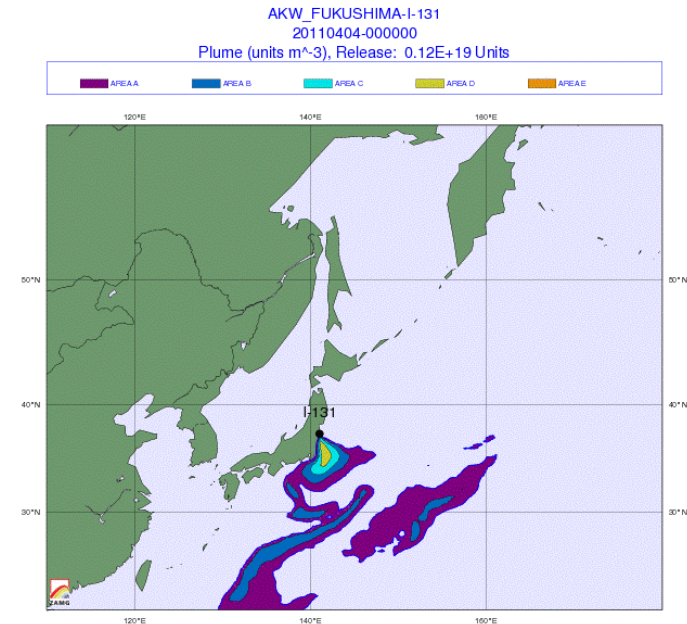 AKW_FUKUSHIMA-I-131
20110404-000000
Plume (units m^-3), Release: 0.12E+19 Units
AREA A AREA B AREA C AREA D AREA E
120°E 140°E 160°E
50°N 50°N
40°N 40°N
I-131
30°N 30°N
ZAMG
120°E 140°E 160°E